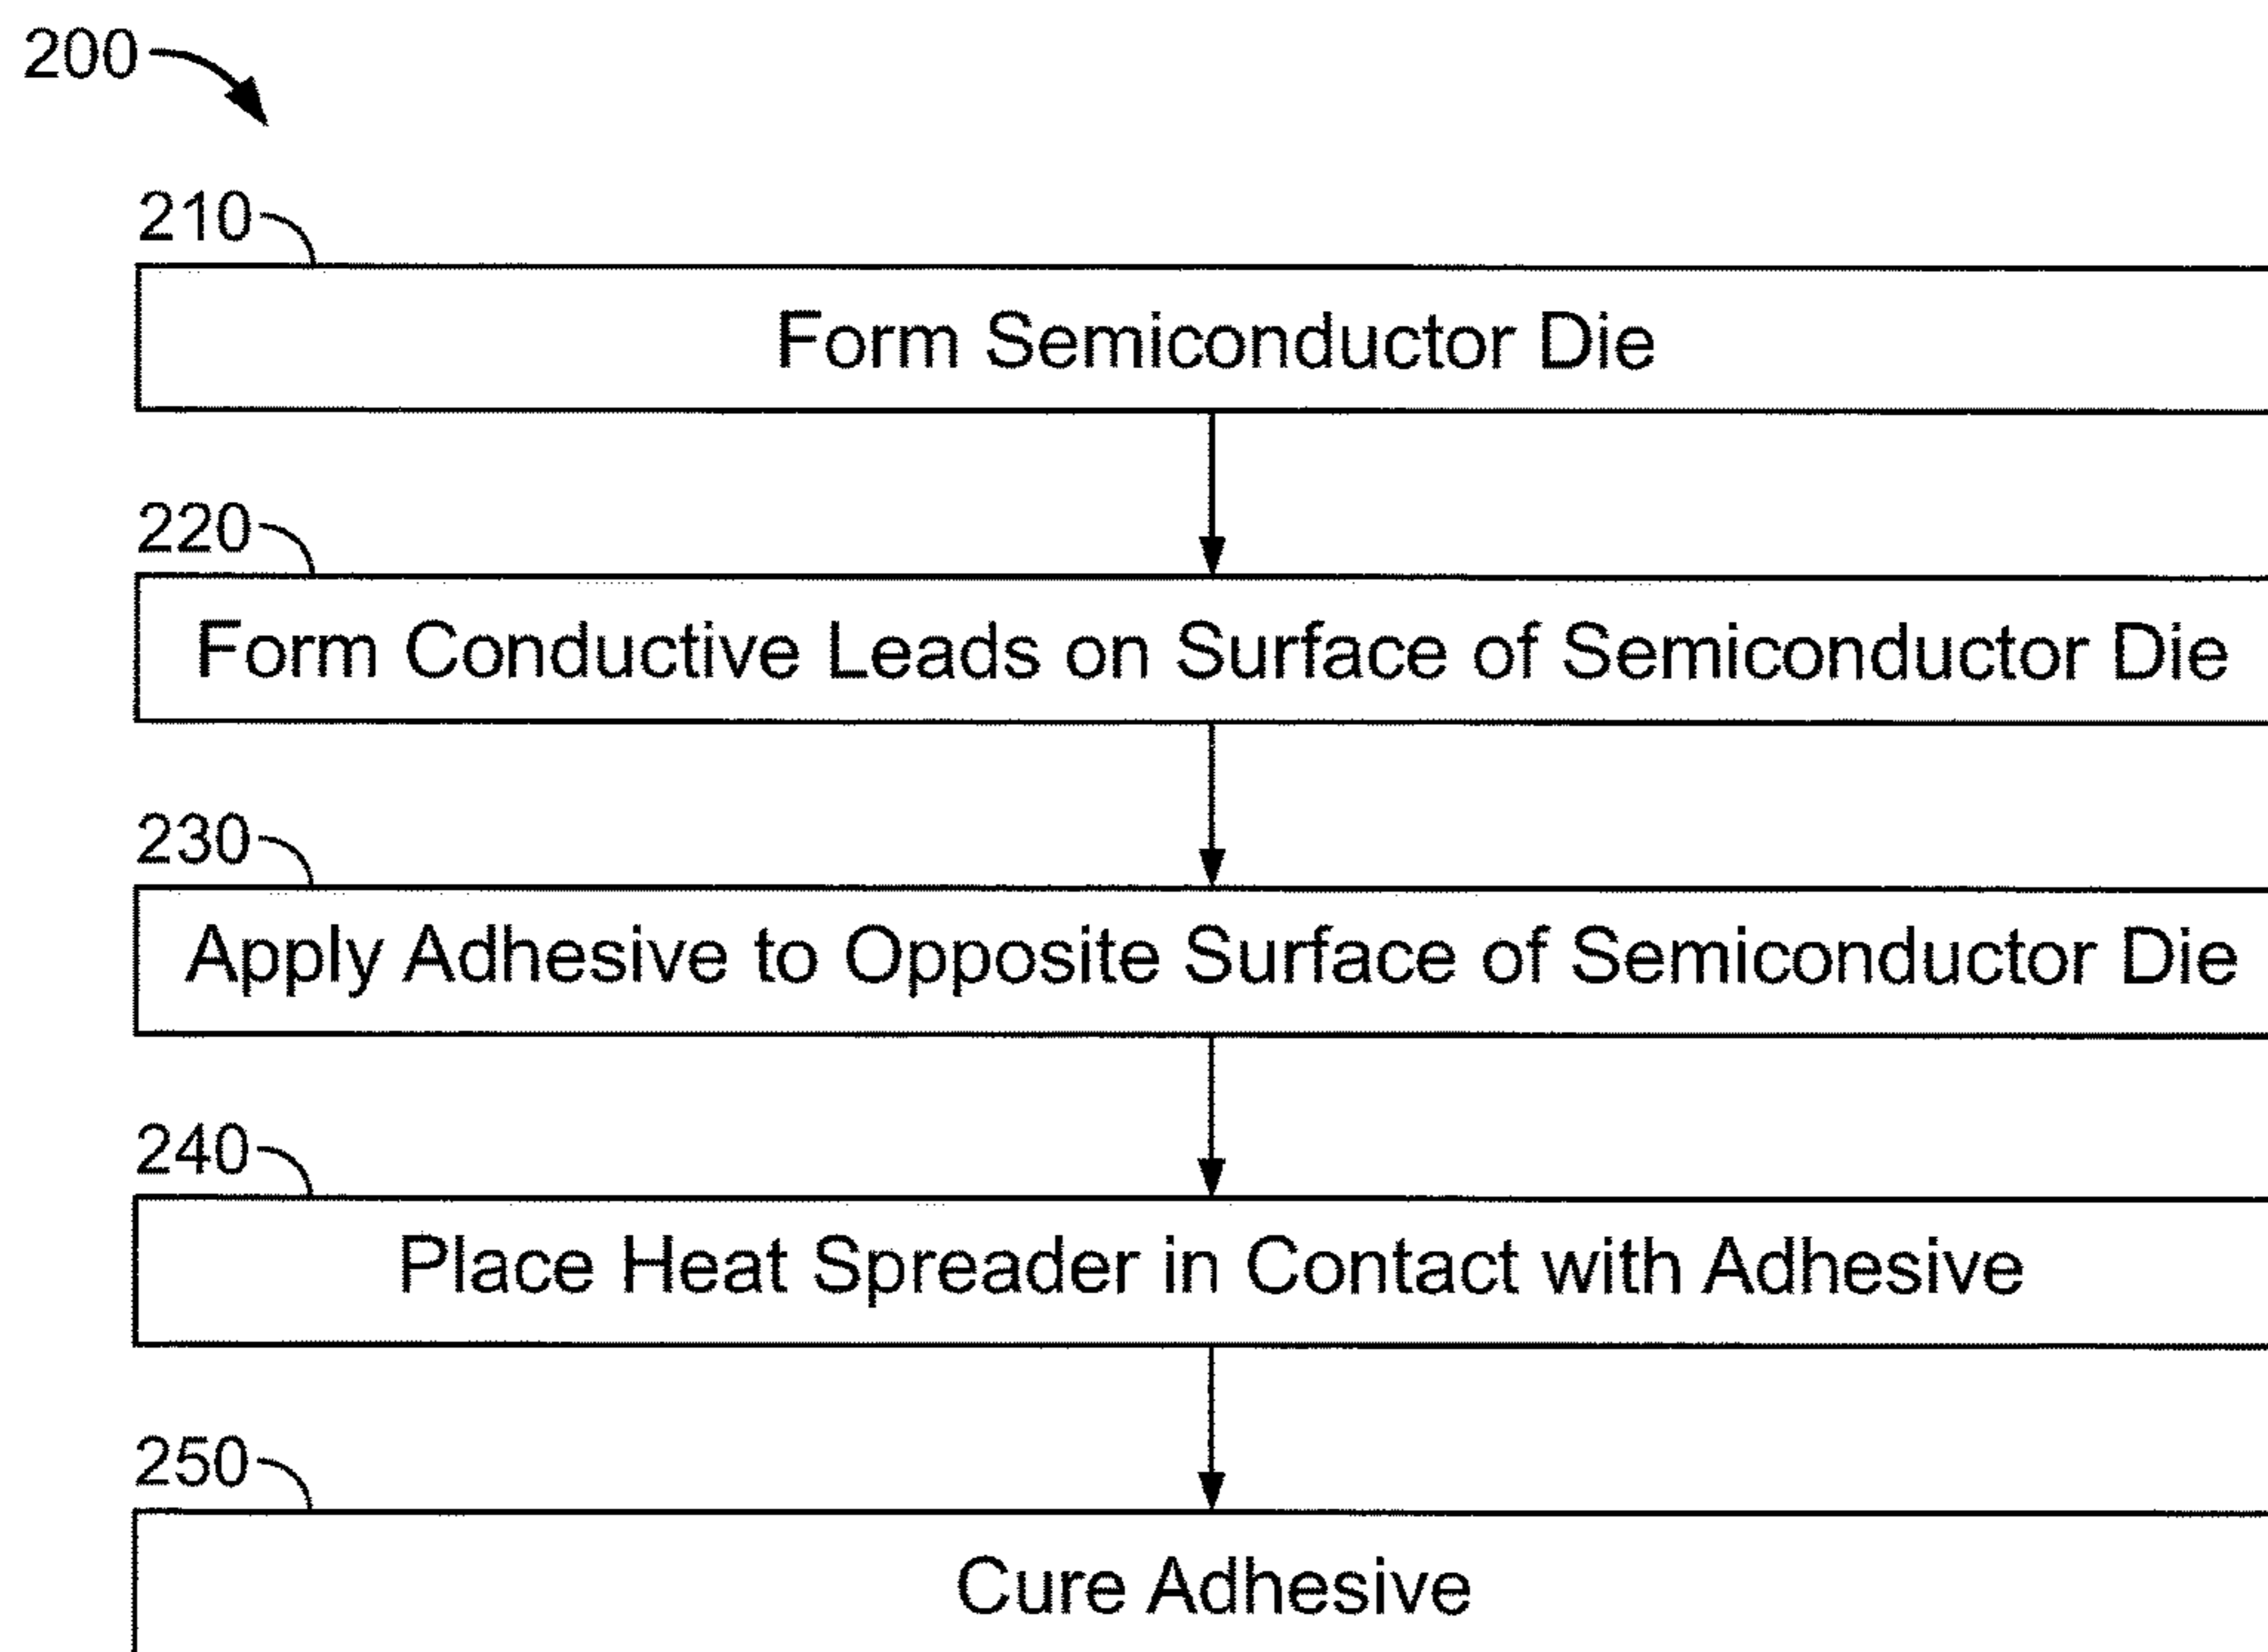 200
210
Form Semiconductor Die
220
Form Conductive Leads on Surface of Semiconductor Die
230
Apply Adhesive to Opposite Surface of Semiconductor Die
240
Place Heat Spreader in Contact with Adhesive
250
Cure Adhesive